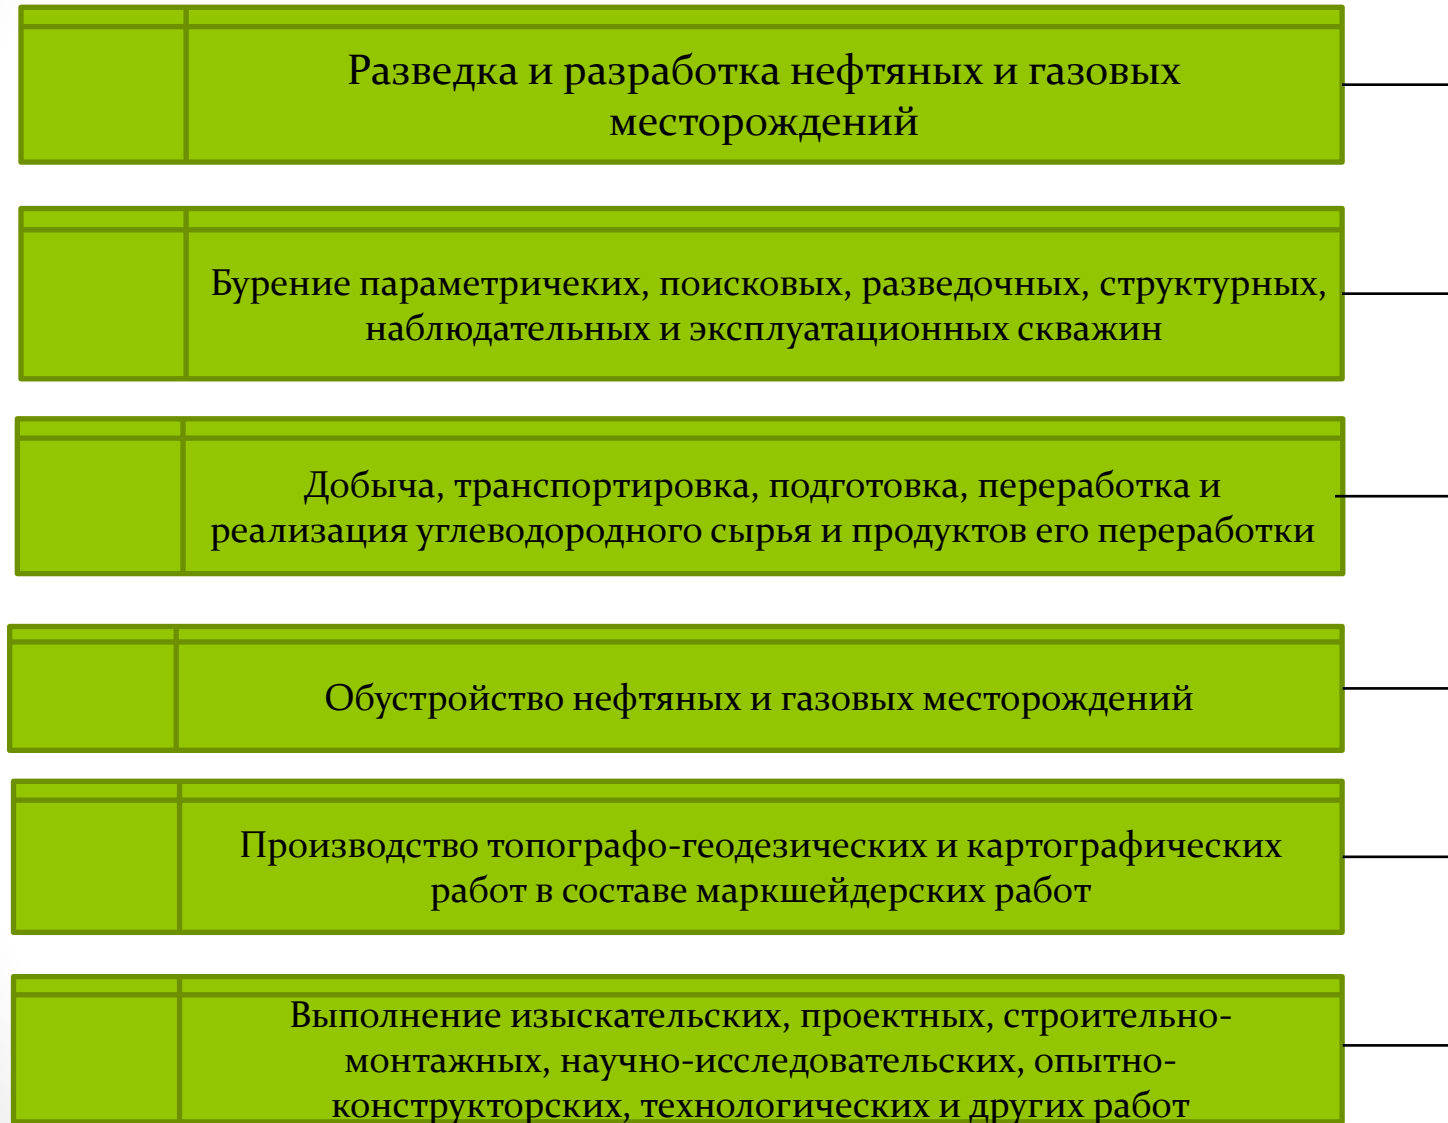 Разведка и разработка нефтяных и газовых
месторождений
Бурение параметричеких, поисковых, разведочных, структурных,
наблюдательных и эксплуатационных скважин
Добыча, транспортировка, подготовка, переработка и
реализация углеводородного сырья и продуктов его переработки
Обустройство нефтяных и газовых месторождений
Производство топографо-геодезических и картографических
работ в составе маркшейдерских работ
Выполнение изыскательских, проектных, строительно-
монтажных, научно-исследовательских, опытно-
конструкторских, технологических и других работ